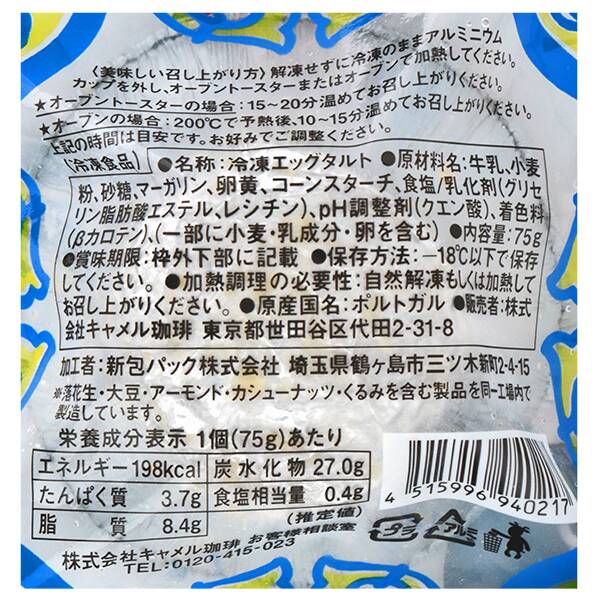 〈美味しい召し上がり方〉解凍せずに冷凍のままアルミニウム
カップを外し、オーブントースターまたはオーブンで加熱してください。
★オーブントースターの場合：15～20分温めてお召し上がりください。
★オーブンの場合：200℃で予熱後、10～15分温めてお召し上がりください。
上記の時間は目安です。お好みでご調整ください。
〔冷凍食品〕 ●名称：冷凍エッグタルト ●原材料名：牛乳、小麦
粉、砂糖、マーガリン、卵黄、コーンスターチ、食塩/乳化剤(グリセ
リン脂肪酸エステル、レシチン)、pH調整剤(クエン酸)、着色料
(βカロテン)、(一部に小麦・乳成分・卵を含む) ●内容量：75g
●賞味期限：枠外下部に記載 ●保存方法：−18℃以下で保存
してください。 ●加熱調理の必要性：自然解凍もしくは加熱して
お召し上がりください。 ●原産国名：ポルトガル ●販売者：株式
会社キャメル珈琲 東京都世田谷区代田2-31-8
加工者：新包パック株式会社 埼玉県鶴ヶ島市三ツ木新町2-4-15
※落花生・大豆・アーモンド・カシューナッツ・くるみを含む製品を同一工場内で
製造しています。
栄養成分表示 1個(75g)あたり
エネルギー 198kcal 炭水化物 27.0g
たんぱく質 3.7g 食塩相当量 0.4g
脂 質 8.4g (推定値)
株式会社キャメル珈琲 お客様相談室
TEL:0120-415-023
4 515996 940217
プラ アルミ